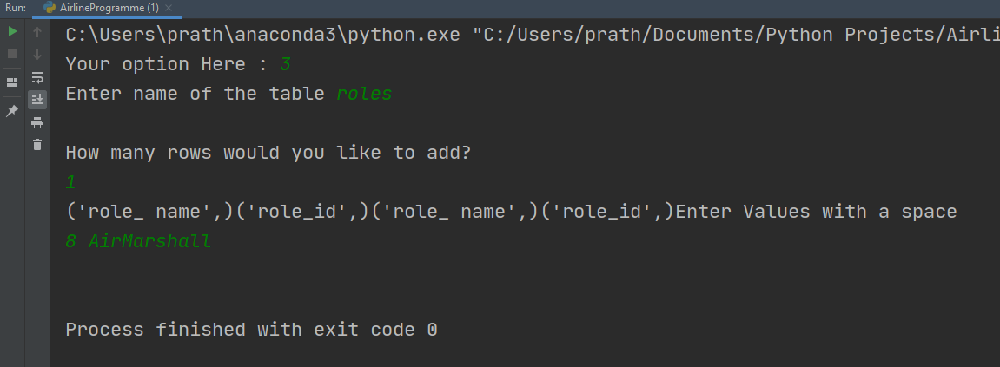 Run: AirlineProgramme (1)
C:\Users\prath\anaconda3\python.exe "C:/Users/prath/Documents/Python Projects/Airli
Your option Here : 3
Enter name of the table roles
How many rows would you like to add?
1
('role_ name',)('role_id',)('role_ name',)('role_id',)Enter Values with a space
8 AirMarshall
Process finished with exit code 0